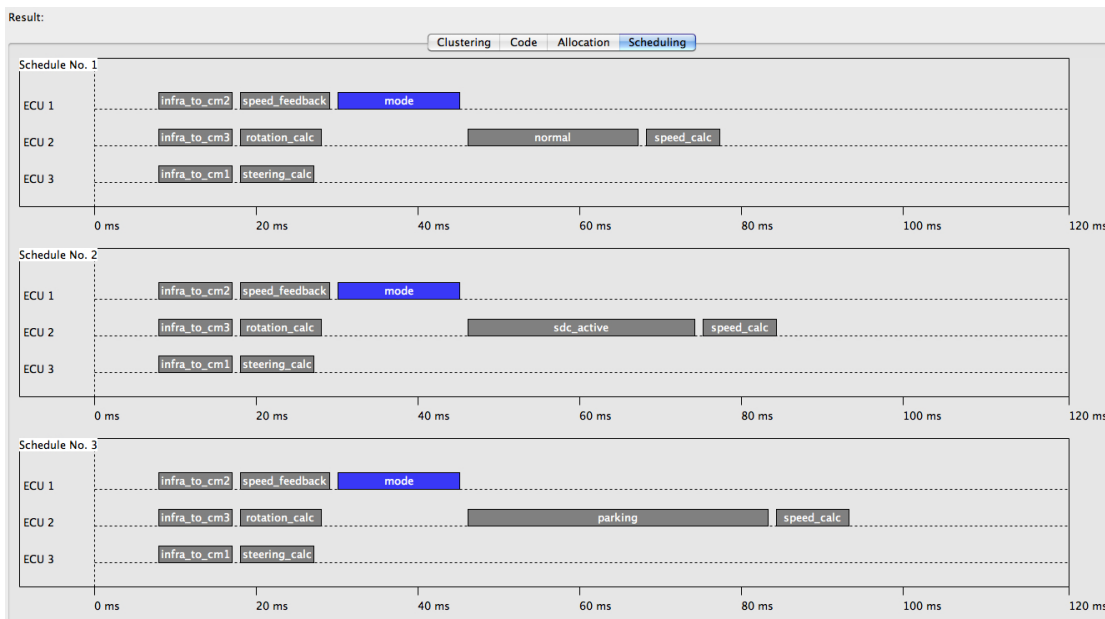 Result:
Clustering Code Allocation Scheduling
Schedule No. 1
ECU 1 infra_to_cm2 speed_feedback mode
ECU 2 infra_to_cm3 rotation_calc normal speed_calc
ECU 3 infra_to_cm1 steering_calc
0 ms 20 ms 40 ms 60 ms 80 ms 100 ms 120 ms
Schedule No. 2
ECU 1 infra_to_cm2 speed_feedback mode
ECU 2 infra_to_cm3 rotation_calc sdc_active speed_calc
ECU 3 infra_to_cm1 steering_calc
0 ms 20 ms 40 ms 60 ms 80 ms 100 ms 120 ms
Schedule No. 3
ECU 1 infra_to_cm2 speed_feedback mode
ECU 2 infra_to_cm3 rotation_calc parking speed_calc
ECU 3 infra_to_cm1 steering_calc
0 ms 20 ms 40 ms 60 ms 80 ms 100 ms 120 ms